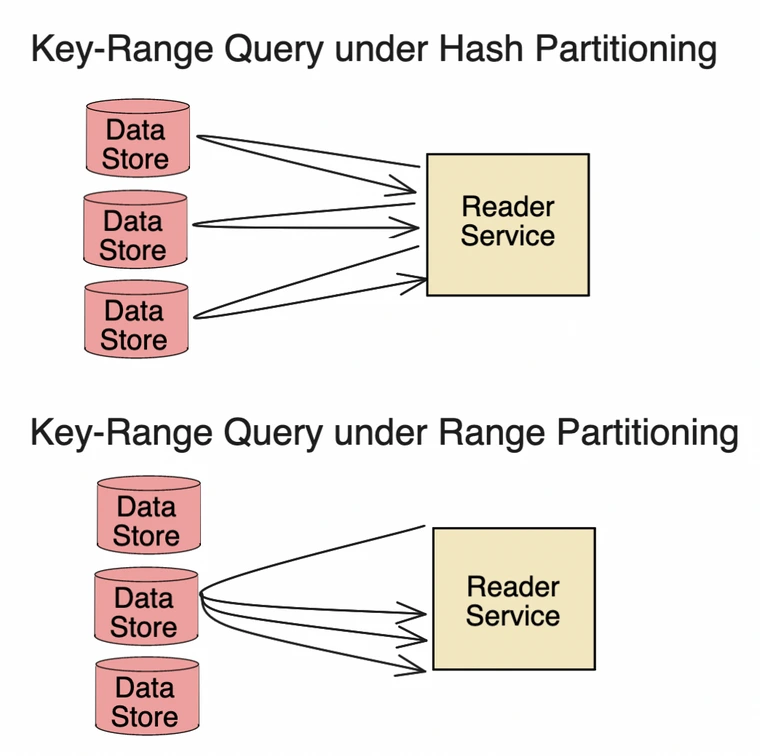 Key-Range Query under Hash Partitioning
Data
Store
Data
Store
Data
Store
Reader
Service
Key-Range Query under Range Partitioning
Data
Store
Data
Store
Data
Store
Reader
Service